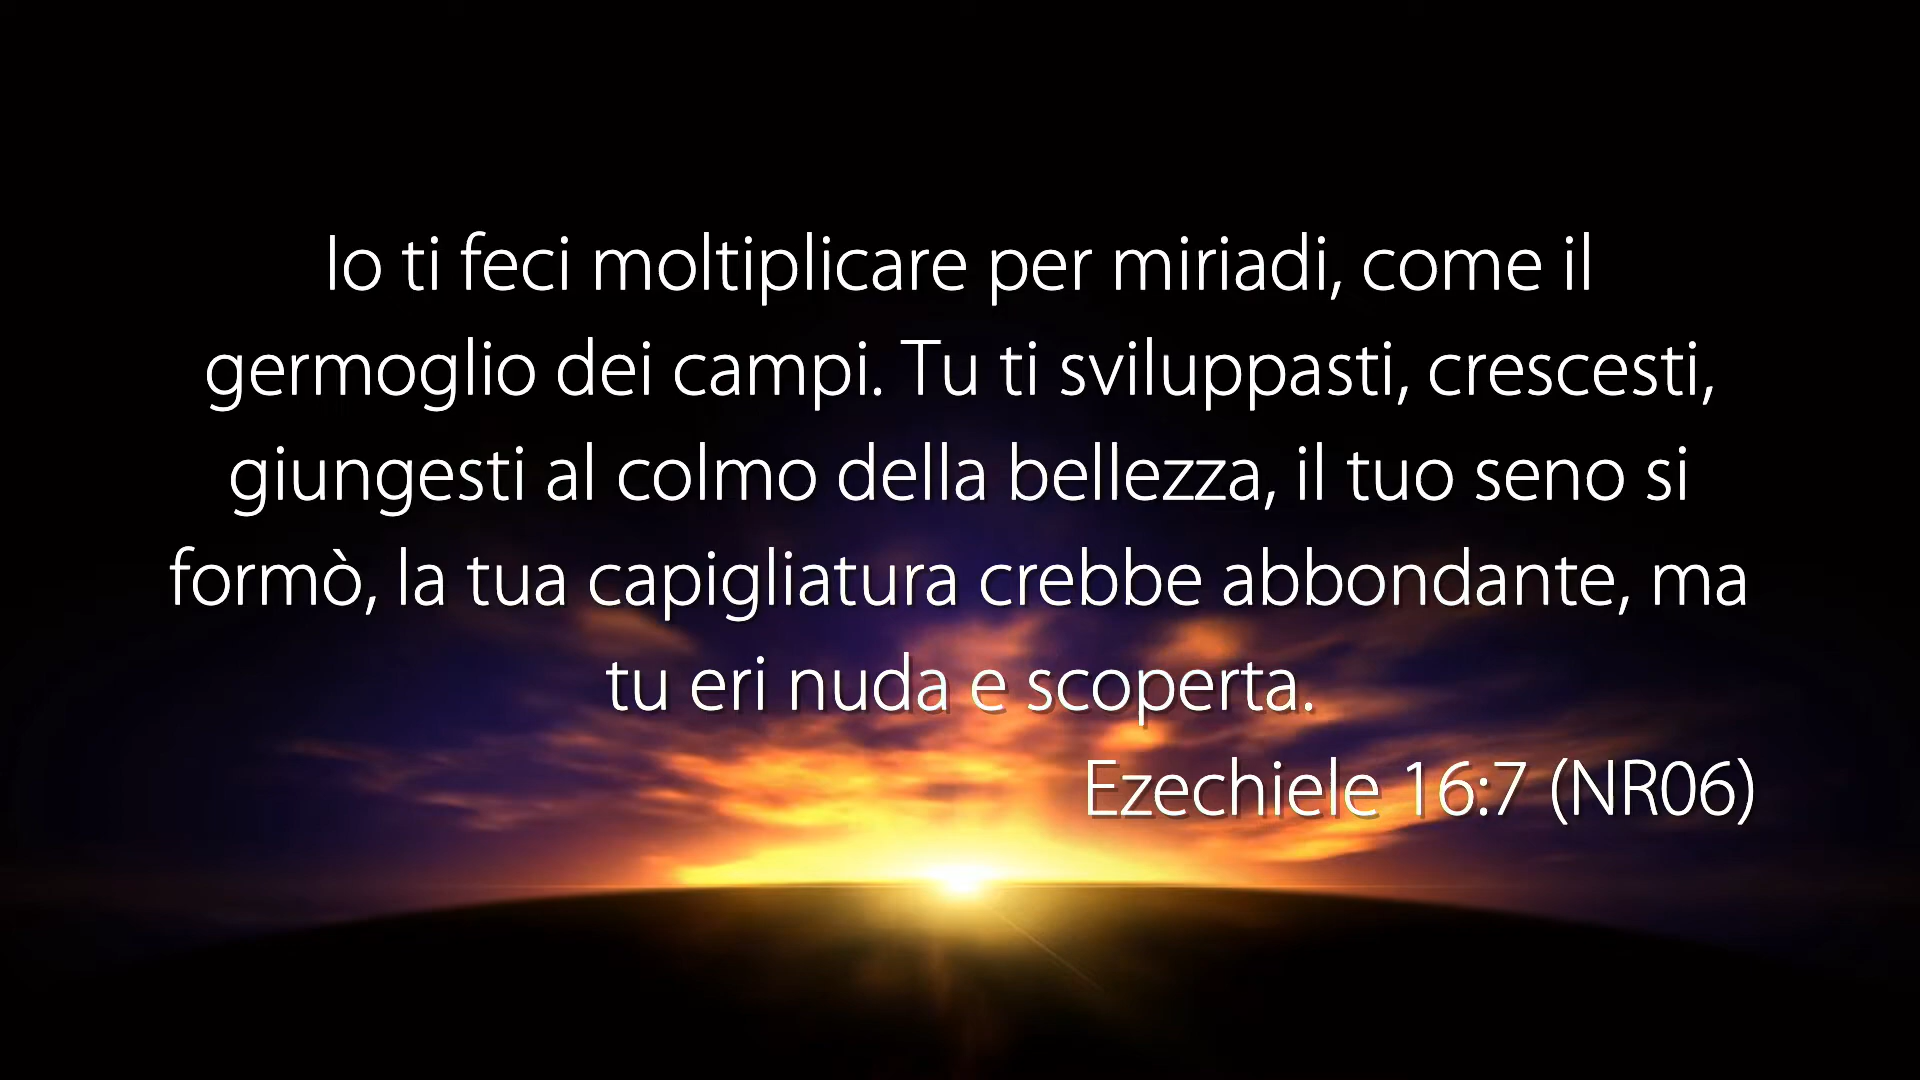 Io ti feci moltiplicare per miriadi, come il
germoglio dei campi. Tu ti sviluppasti, crescesti,
giungesti al colmo della bellezza, il tuo seno si
formò, la tua capigliatura crebbe abbondante, ma
tu eri nuda e scoperta.
Ezechiele 16:7 (NR06)